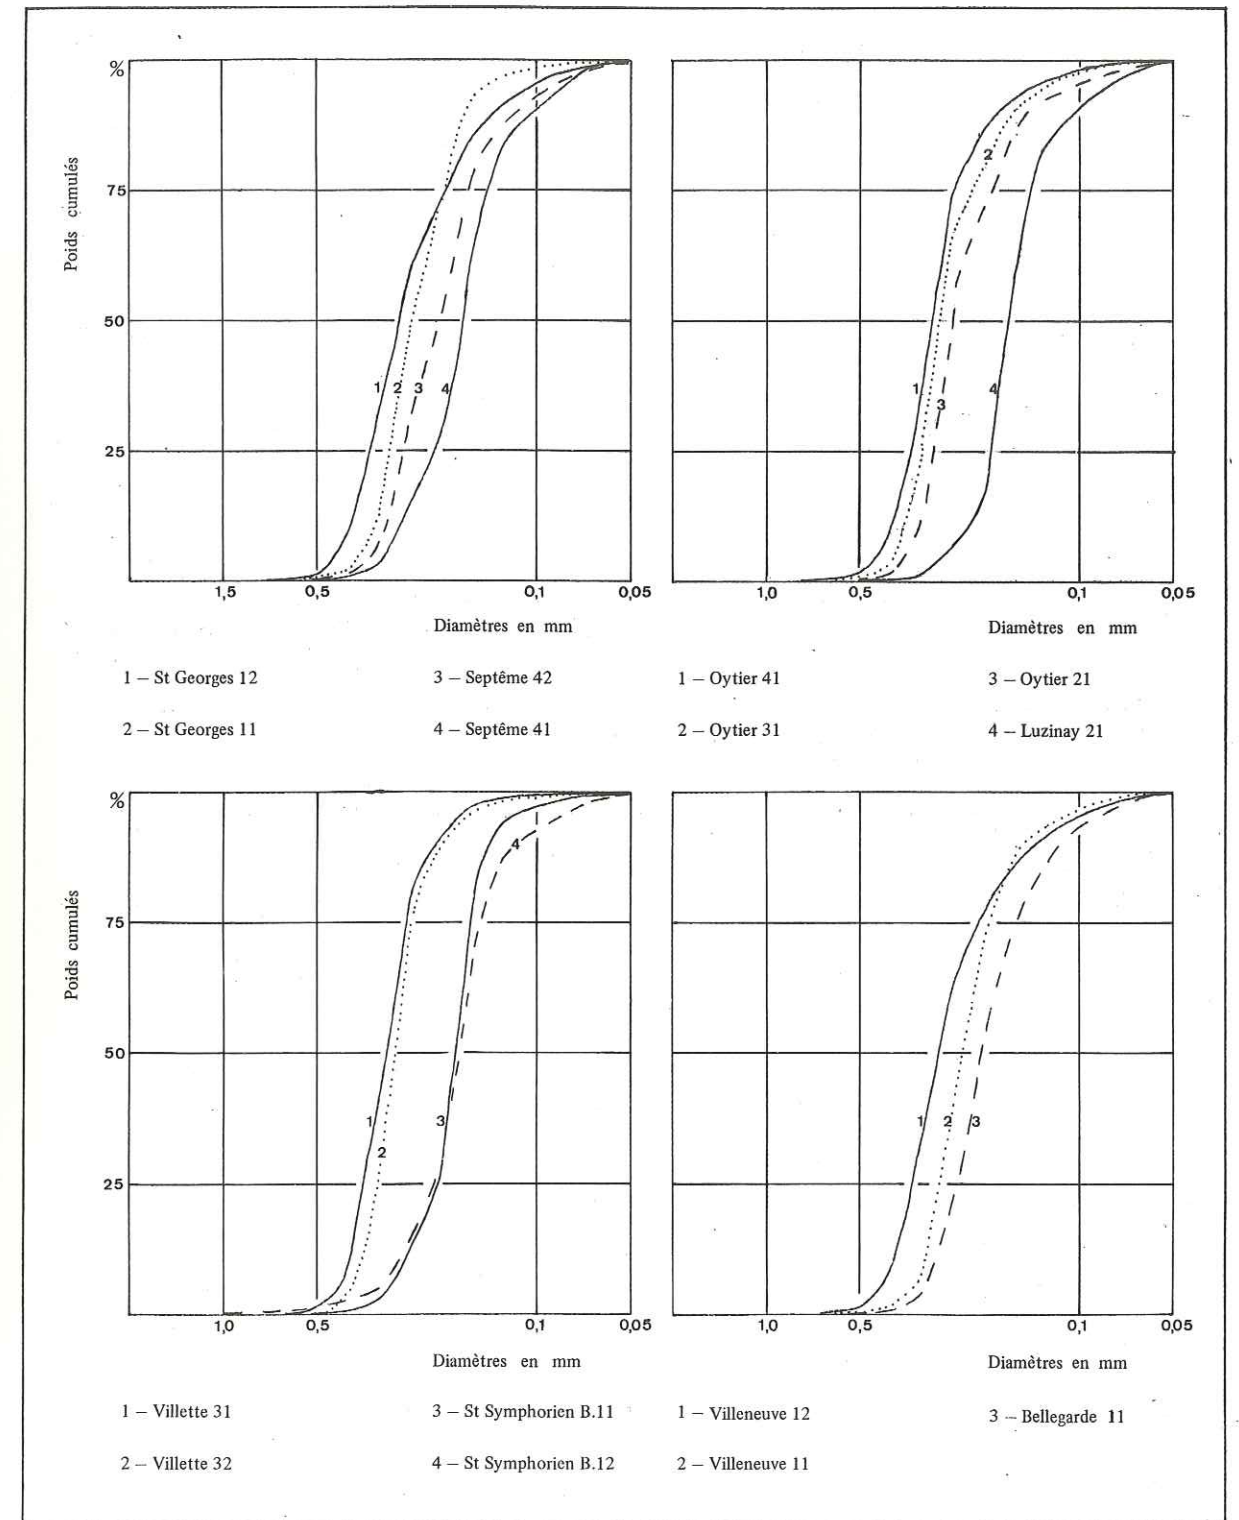 %
Poids cumulés
75
50
25
1 2 3 4
1,5 0,5 0,1 0,05
Diamètres en mm
1 – St Georges 12
3 – Septême 42
2 – St Georges 11
4 – Septême 41
2
1 3 4
1,0 0,5 0,1 0,05
Diamètres en mm
1 – Oytier 41
3 – Oytier 21
2 – Oytier 31
4 – Luzinay 21
%
Poids cumulés
75
50
25
4
1 2 3
1,0 0,5 0,1 0,05
Diamètres en mm
1 – Villette 31
3 – St Symphorien B.11
2 – Villette 32
4 – St Symphorien B.12
1 2 3
1,0 0,5 0,1 0,05
Diamètres en mm
1 – Villeneuve 12
3 – Bellegarde 11
2 – Villeneuve 11